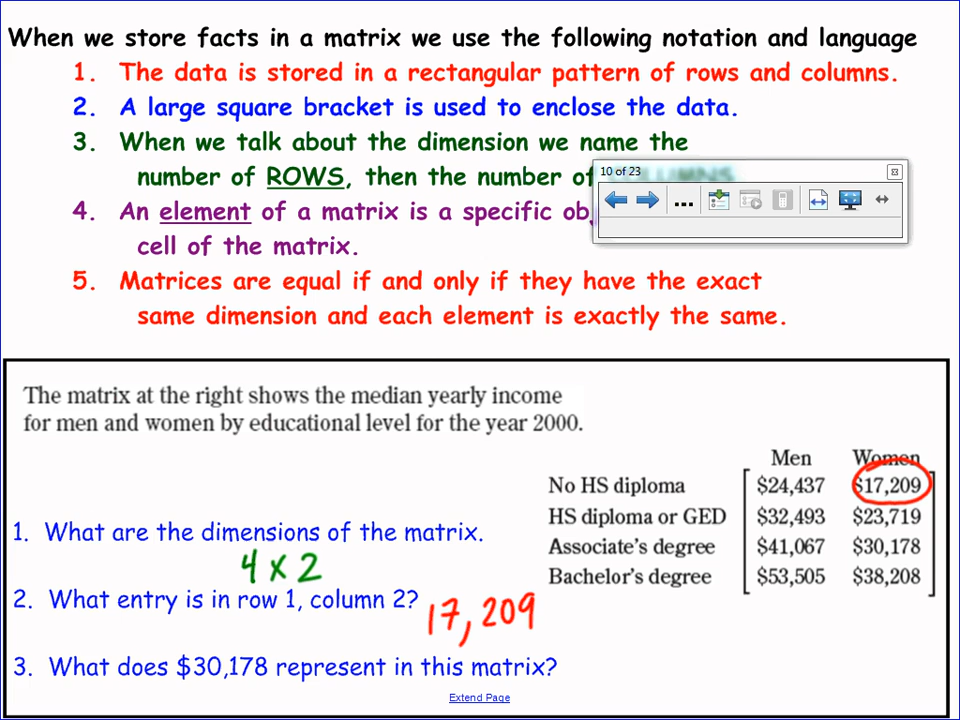 When we store facts in a matrix we use the following notation and language
1. The data is stored in a rectangular pattern of rows and columns.
2. A large square bracket is used to enclose the data.
3. When we talk about the dimension we name the
number of ROWS, then the number of
10 of 23
4. An element of a matrix is a specific
cell of the matrix.
5. Matrices are equal if and only if they have the exact
same dimension and each element is exactly the same.
The matrix at the right shows the median yearly income
for men and women by educational level for the year 2000.
Men Women
No HS diploma $24,437 $17,209
HS diploma or GED $32,493 $23,719
Associate's degree $41,067 $30,178
Bachelor's degree $53,505 $38,208
1. What are the dimensions of the matrix.
4 x 2
2. What entry is in row 1, column 2?
17,209
3. What does $30,178 represent in this matrix?
Extend Page